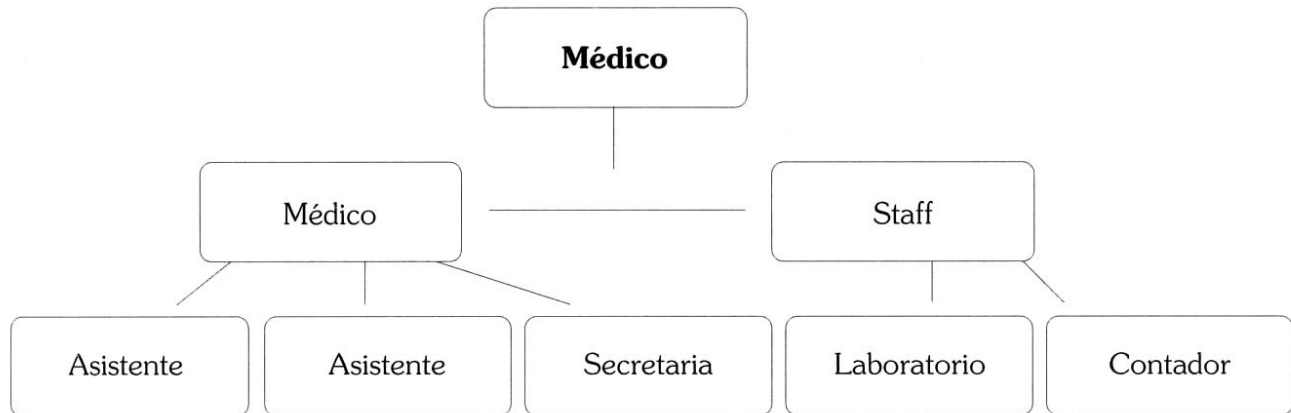 Médico
Médico
Staff
Asistente
Asistente
Secretaria
Laboratorio
Contador